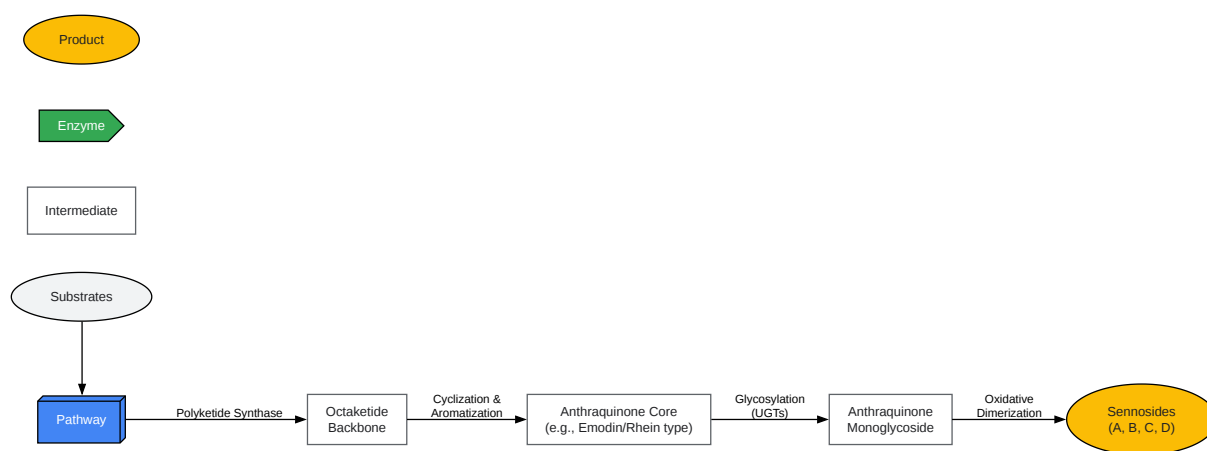 Product
Enzyme
Intermediate
Substrates
Pathway
Polyketide Synthase
Octaketide
Backbone
Cyclization &
Aromatization
Anthraquinone Core
(e.g., Emodin/Rhein type)
Glycosylation
(UGTs)
Anthraquinone
Monoglycoside
Oxidative
Dimerization
Sennosides
(A, B, C, D)